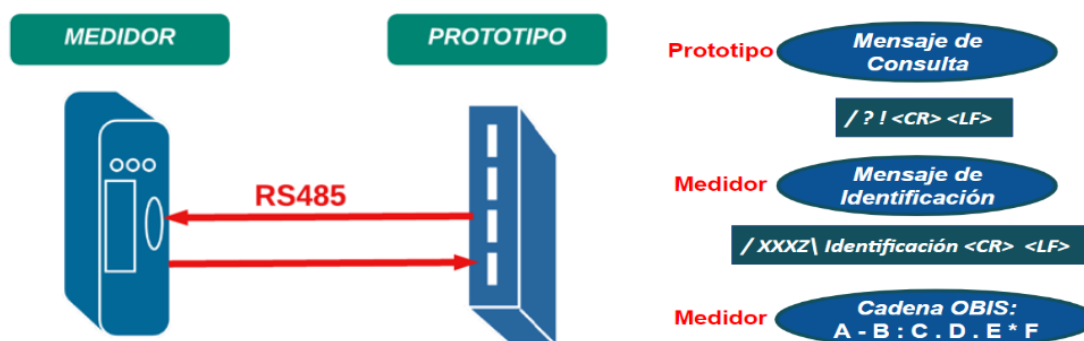 MEDIDOR
PROTOTIPO
RS485
Prototipo
Mensaje de
Consulta
/ ? ! <CR> <LF>
Medidor
Mensaje de
Identificación
/ XXXZ\ Identificación <CR> <LF>
Medidor
Cadena OBIS:
A - B : C . D . E * F